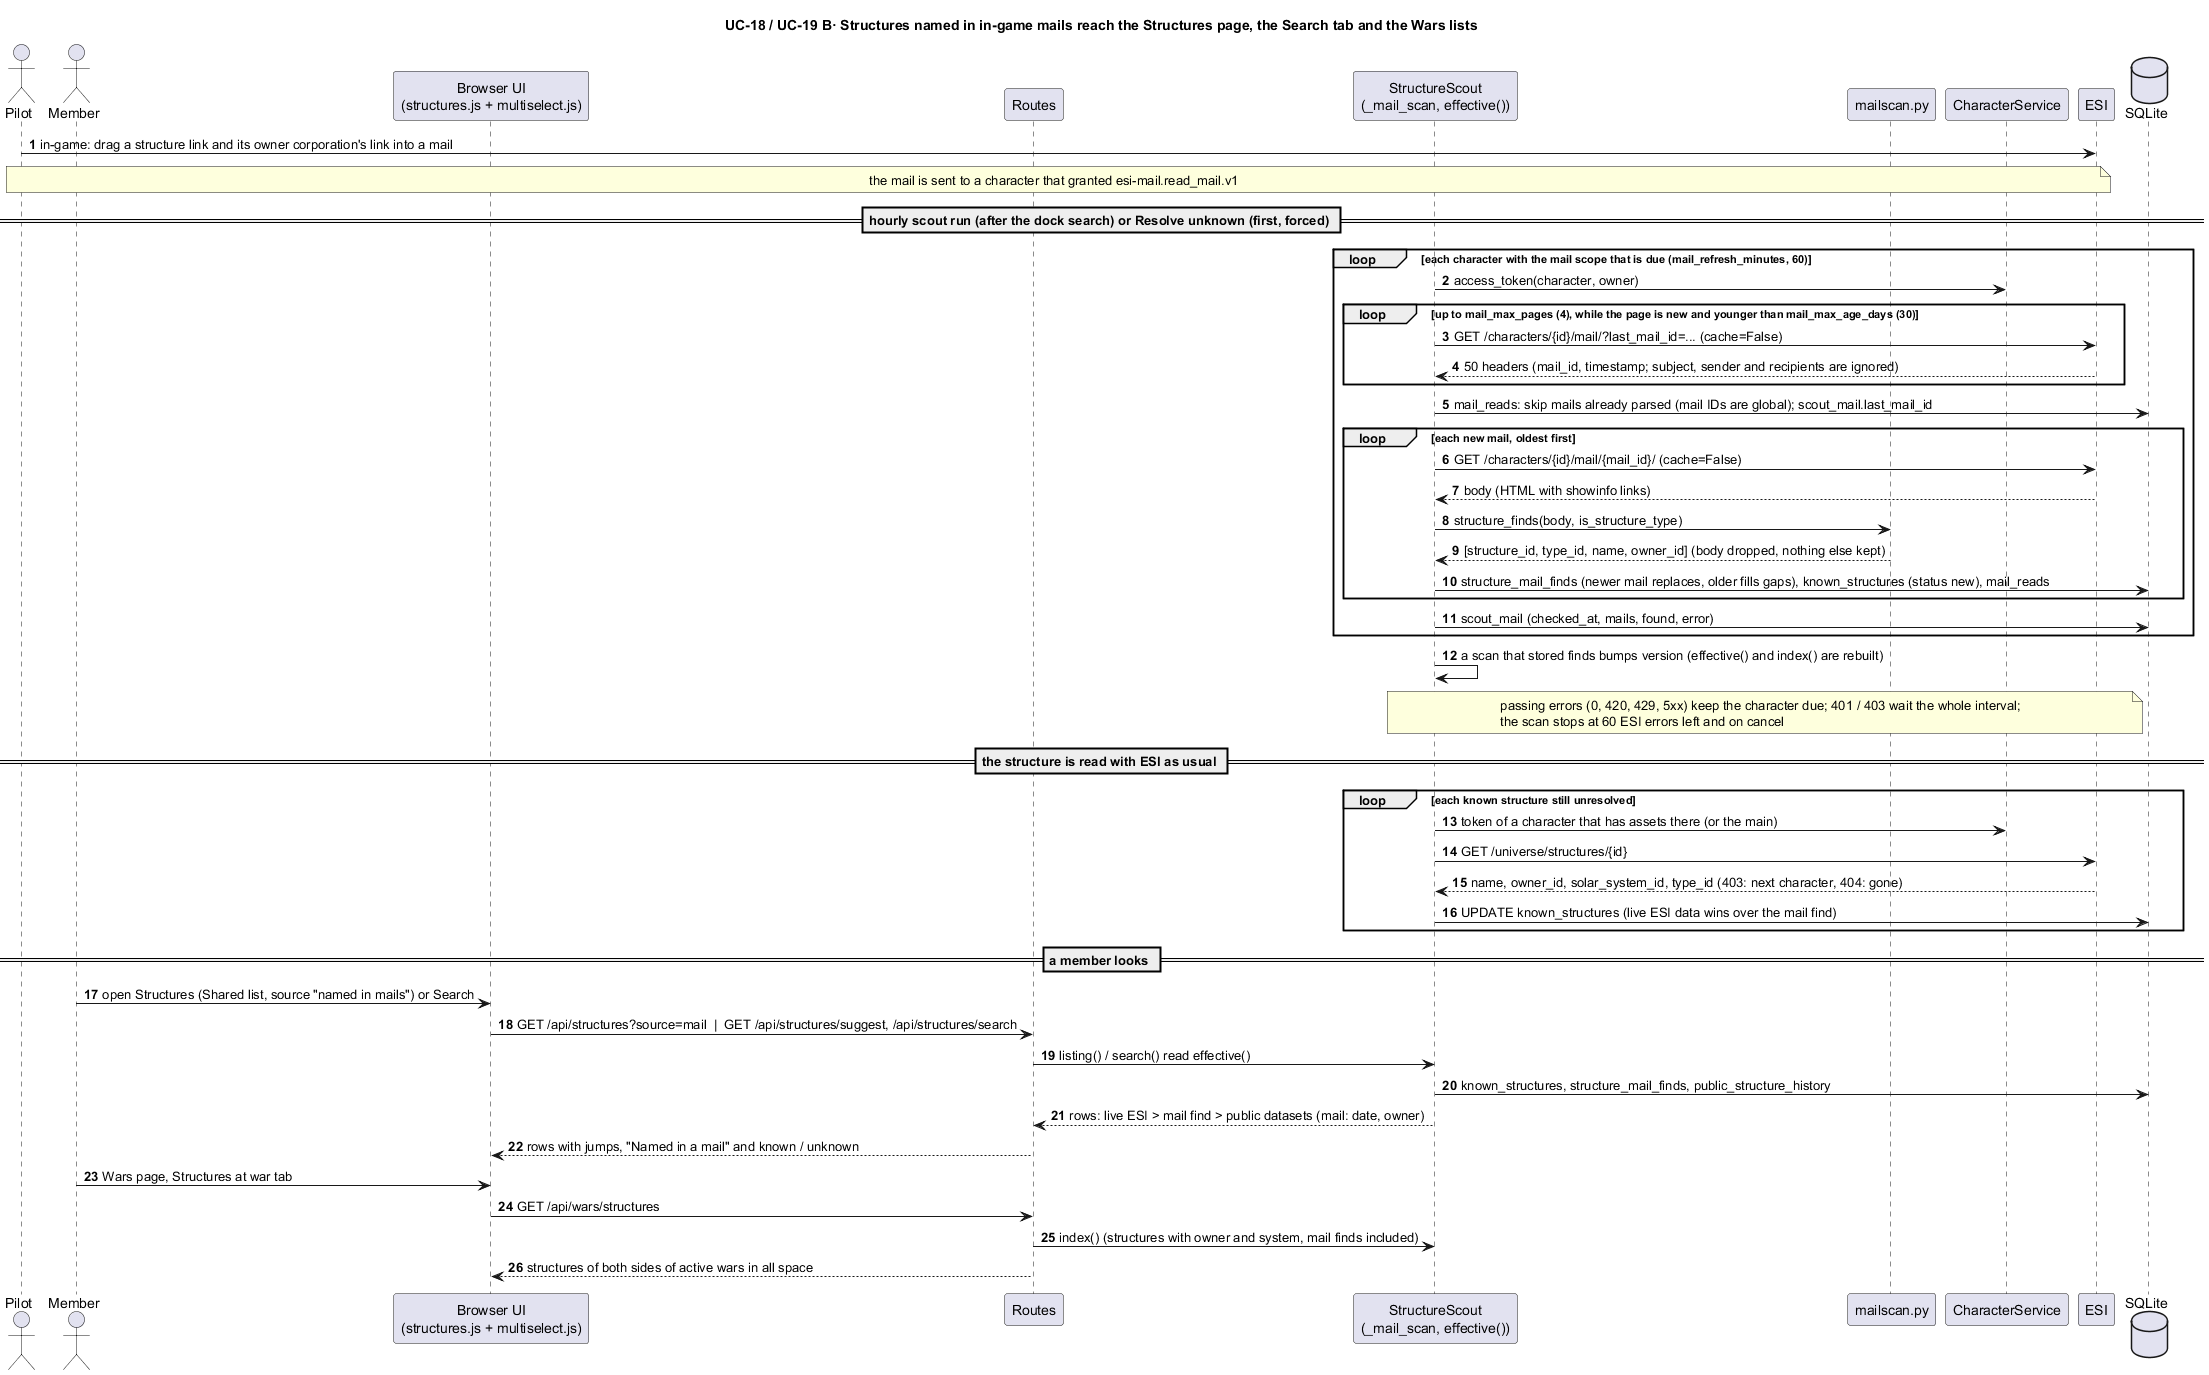 UC-18 / UC-19 B· Structures named in in-game mails reach the Structures page, the Search tab and the Wars lists
Pilot
Member
Browser UI
(structures.js + multiselect.js)
Routes
StructureScout
(_mail_scan, effective())
mailscan.py
CharacterService
ESI
SQLite
1 in-game: drag a structure link and its owner corporation's link into a mail
the mail is sent to a character that granted esi-mail.read_mail.v1
hourly scout run (after the dock search) or Resolve unknown (first, forced)
loop [each character with the mail scope that is due (mail_refresh_minutes, 60)]
2 access_token(character, owner)
loop [up to mail_max_pages (4), while the page is new and younger than mail_max_age_days (30)]
3 GET /characters/{id}/mail/?last_mail_id=... (cache=False)
4 50 headers (mail_id, timestamp; subject, sender and recipients are ignored)
5 mail_reads: skip mails already parsed (mail IDs are global); scout_mail.last_mail_id
loop [each new mail, oldest first]
6 GET /characters/{id}/mail/{mail_id}/ (cache=False)
7 body (HTML with showinfo links)
8 structure_finds(body, is_structure_type)
9 [structure_id, type_id, name, owner_id] (body dropped, nothing else kept)
10 structure_mail_finds (newer mail replaces, older fills gaps), known_structures (status new), mail_reads
11 scout_mail (checked_at, mails, found, error)
12 a scan that stored finds bumps version (effective() and index() are rebuilt)
passing errors (0, 420, 429, 5xx) keep the character due; 401 / 403 wait the whole interval;
the scan stops at 60 ESI errors left and on cancel
the structure is read with ESI as usual
loop [each known structure still unresolved]
13 token of a character that has assets there (or the main)
14 GET /universe/structures/{id}
15 name, owner_id, solar_system_id, type_id (403: next character, 404: gone)
16 UPDATE known_structures (live ESI data wins over the mail find)
a member looks
17 open Structures (Shared list, source "named in mails") or Search
18 GET /api/structures?source=mail | GET /api/structures/suggest, /api/structures/search
19 listing() / search() read effective()
20 known_structures, structure_mail_finds, public_structure_history
21 rows: live ESI > mail find > public datasets (mail: date, owner)
22 rows with jumps, "Named in a mail" and known / unknown
23 Wars page, Structures at war tab
24 GET /api/wars/structures
25 index() (structures with owner and system, mail finds included)
26 structures of both sides of active wars in all space
Pilot
Member
Browser UI
(structures.js + multiselect.js)
Routes
StructureScout
(_mail_scan, effective())
mailscan.py
CharacterService
ESI
SQLite